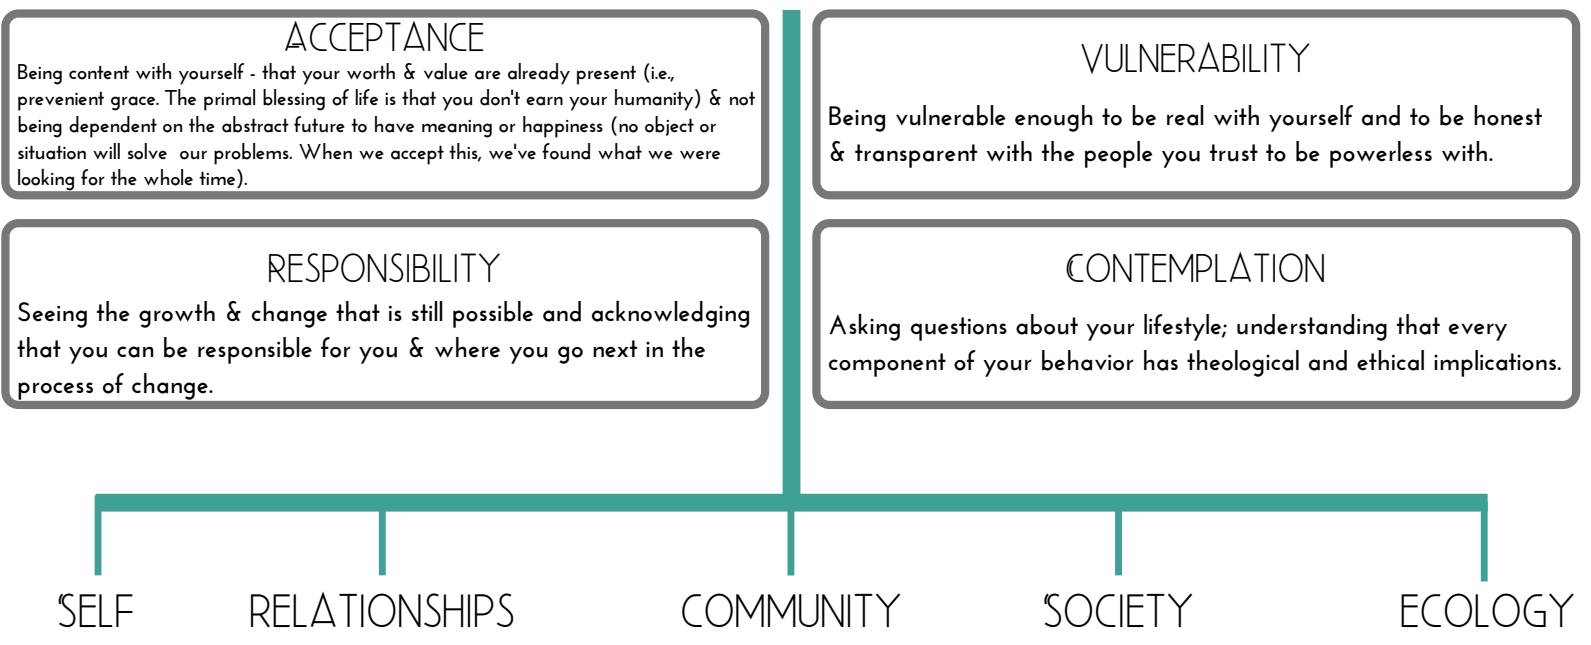 ACCEPTANCE
Being content with yourself - that your worth & value are already present (i.e.,
prevenient grace. The primal blessing of life is that you don't earn your humanity) & not
being dependent on the abstract future to have meaning or happiness (no object or
situation will solve  our problems. When we accept this, we've found what we were
looking for the whole time).
VULNERABILITY
Being vulnerable enough to be real with yourself and to be honest
& transparent with the people you trust to be powerless with.
RESPONSIBILITY
Seeing the growth & change that is still possible and acknowledging
that you can be responsible for you & where you go next in the
process of change.
CONTEMPLATION
Asking questions about your lifestyle; understanding that every
component of your behavior has theological and ethical implications.
SELF
RELATIONSHIPS
COMMUNITY
SOCIETY
ECOLOGY